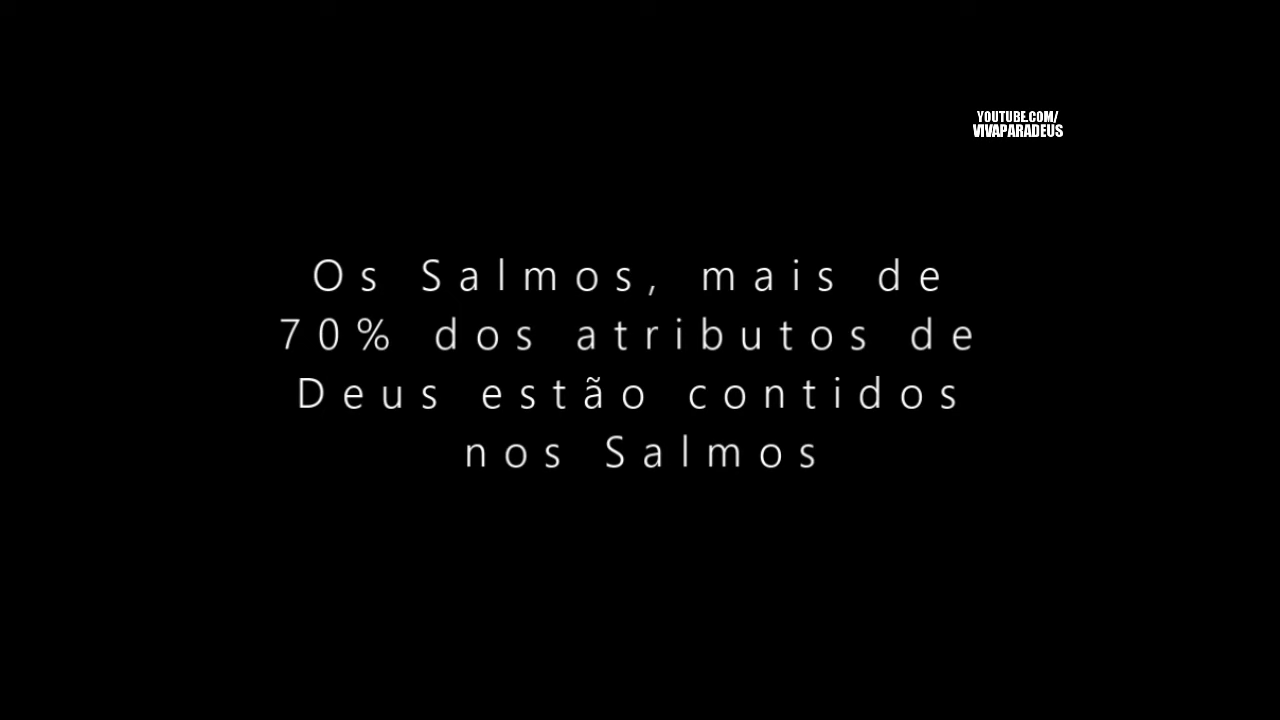 YOUTUBE.COM/
VIVAPARADEUS
Os Salmos, mais de
70% dos atributos de
Deus estão contidos
nos Salmos